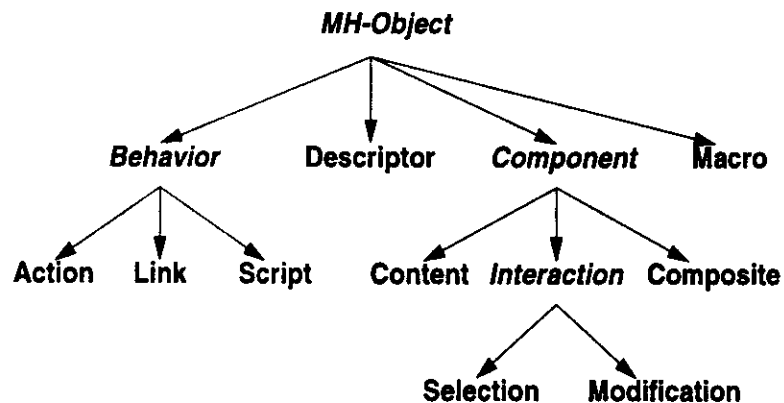 MH-Object
Behavior Descriptor Component Macro
Action Link Script Content Interaction Composite
Selection Modification